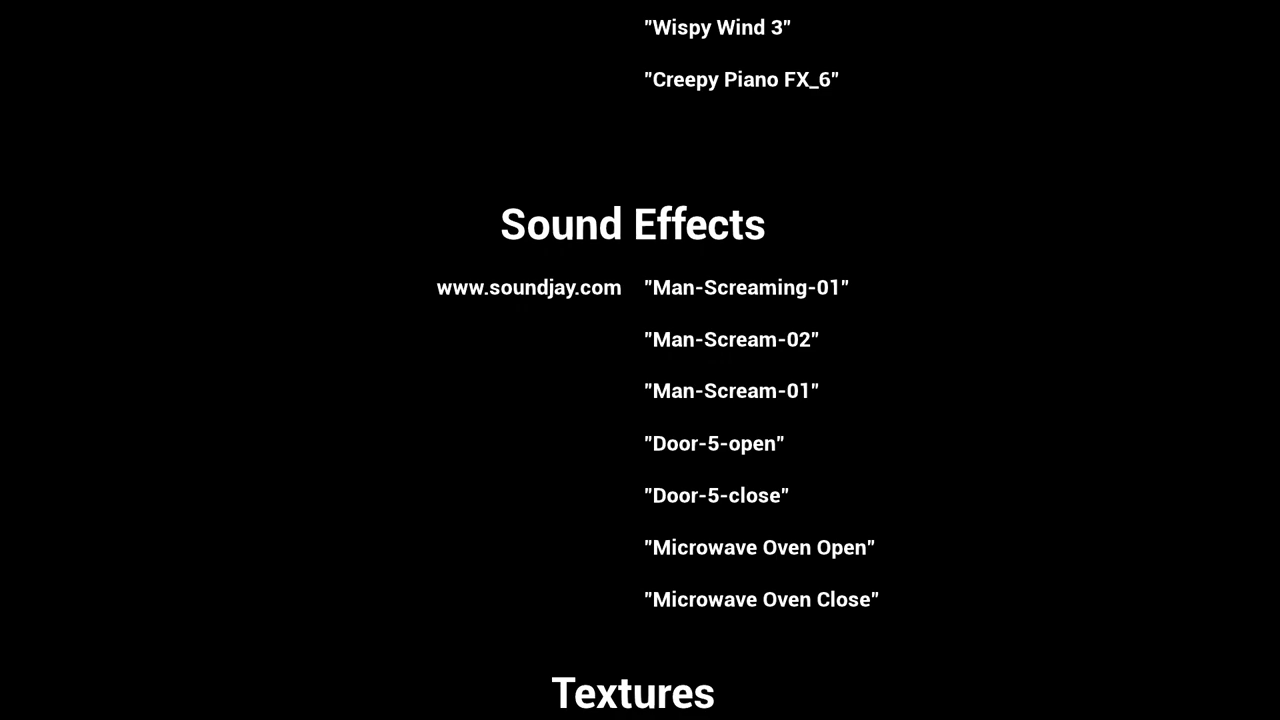 "Wispy Wind 3"
"Creepy Piano FX_6"
Sound Effects
www.soundjay.com "Man-Screaming-01"
"Man-Scream-02"
"Man-Scream-01"
"Door-5-open"
"Door-5-close"
"Microwave Oven Open"
"Microwave Oven Close"
Textures